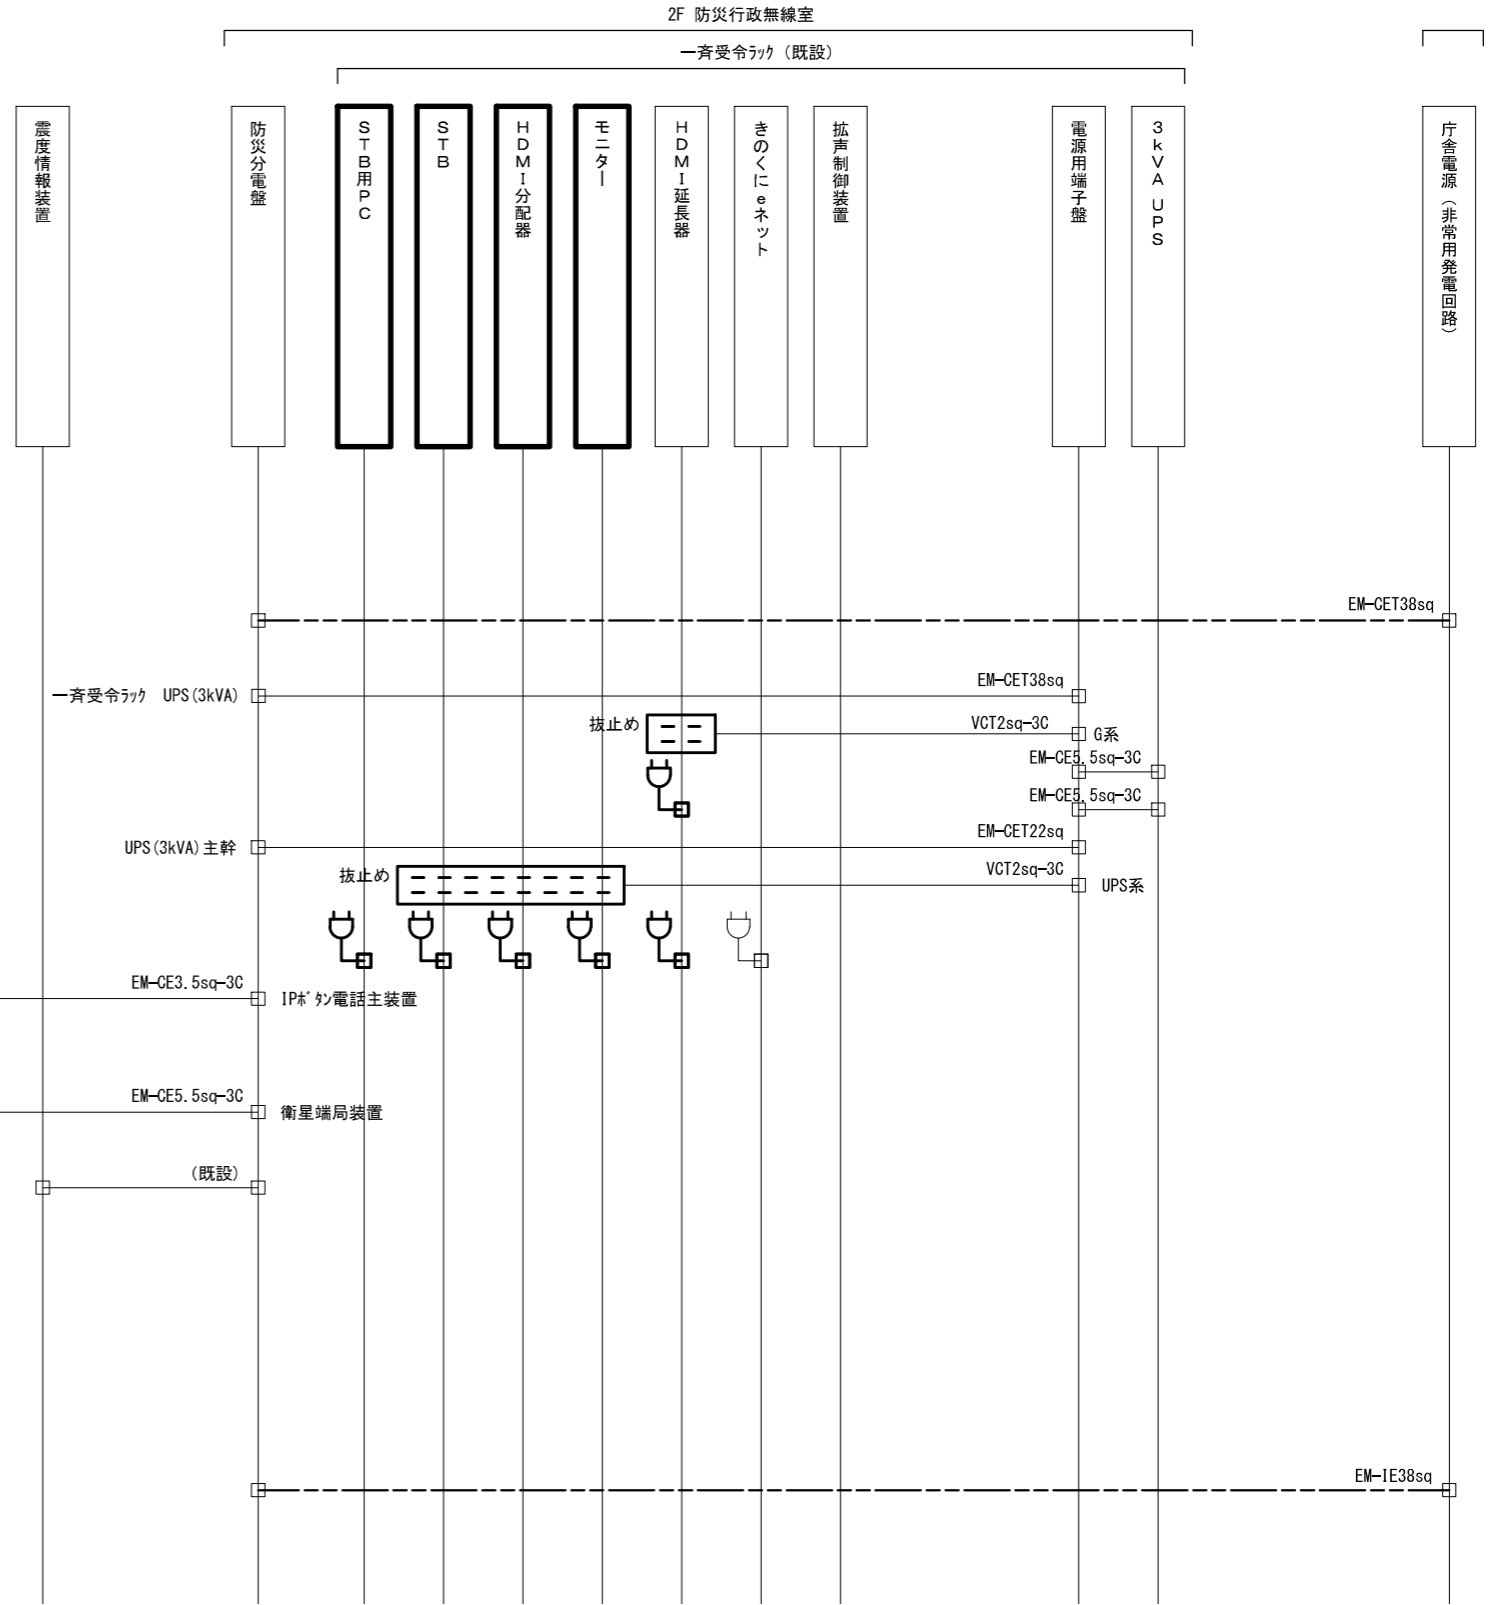 2F 防災行政無線室
一斉受令ﾗｯｸ（既設）
震度情報装置
防災分電盤
STB用PC
STB
HDMI分配器
モニター
HDMI延長器
きのくにeネット
拡声制御装置
電源用端子盤
3kVA UPS
庁舎電源（非常用発電回路）
EM-CET38sq
一斉受令ﾗｯｸ　UPS(3kVA)
EM-CET38sq
抜止め
VCT2sq-3C
G系
EM-CE5.5sq-3C
EM-CE5.5sq-3C
UPS(3kVA)主幹
EM-CET22sq
抜止め
VCT2sq-3C
UPS系
EM-CE3.5sq-3C
IPﾎﾞﾀﾝ電話主装置
EM-CE5.5sq-3C
衛星端局装置
(既設)
EM-IE38sq